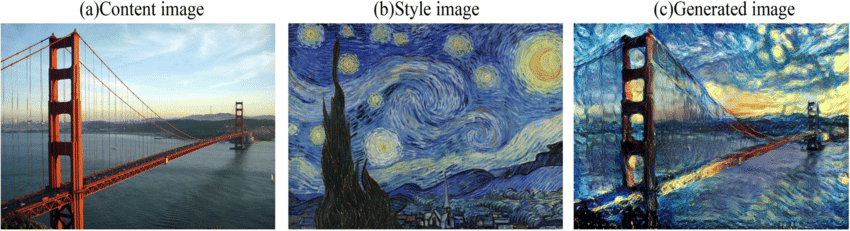 (a)Content image
(b)Style image
(c)Generated image